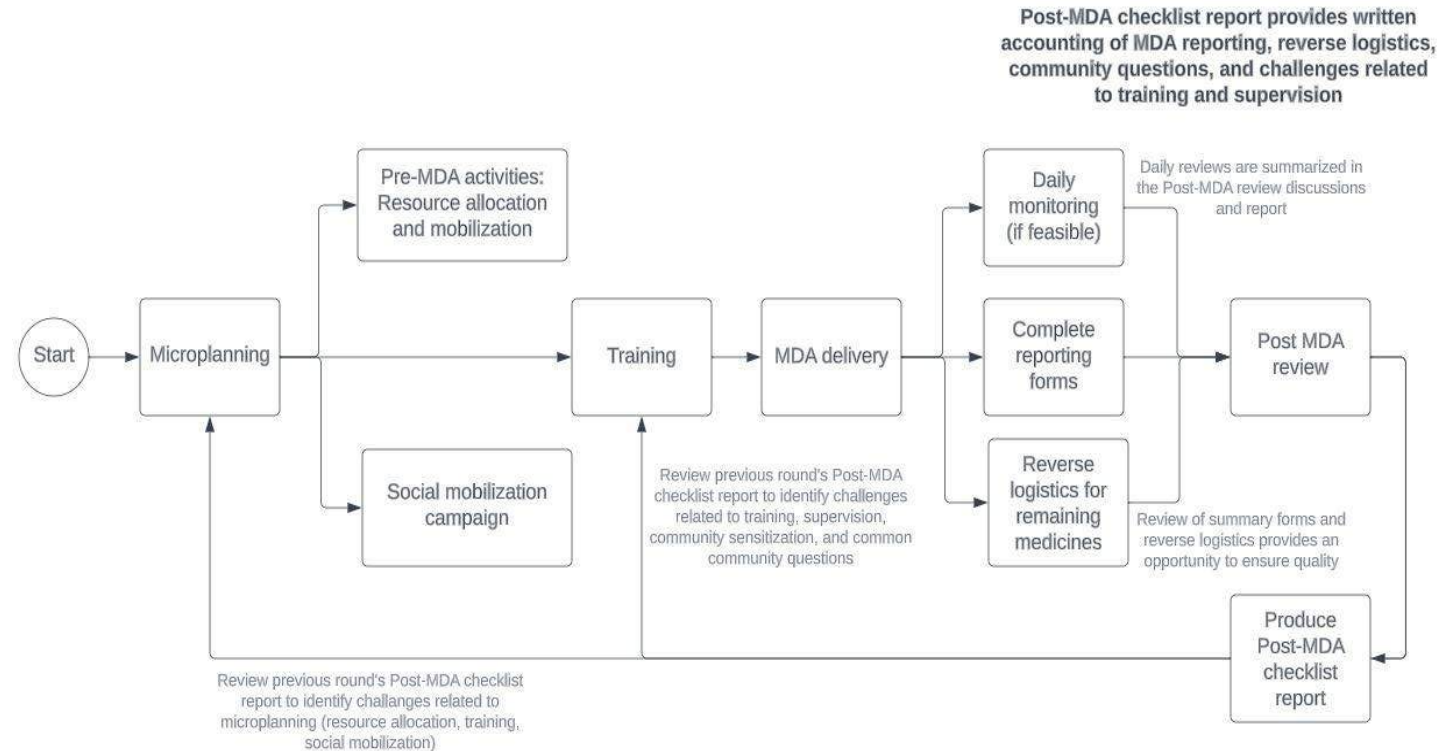 Post-MDA checklist report provides written
accounting of MDA reporting, reverse logistics,
community questions, and challenges related
to training and supervision
Pre-MDA activities:
Resource allocation
and mobilization
Daily
monitoring
(if feasible)
Daily reviews are summarized in
the Post-MDA review discussions
and report
Start
Microplanning
Training
MDA delivery
Complete
reporting
forms
Post MDA
review
Social mobilization
campaign
Review previous round's Post-MDA
checklist report to identify challenges
related to training, supervision,
community sensitization, and common
community questions
Reverse
logistics for
remaining
medicines
Review of summary forms and
reverse logistics provides an
opportunity to ensure quality
Produce
Post-MDA
checklist
report
Review previous round's Post-MDA checklist
report to identify challanges related to
microplanning (resource allocation, training,
social mobilization)